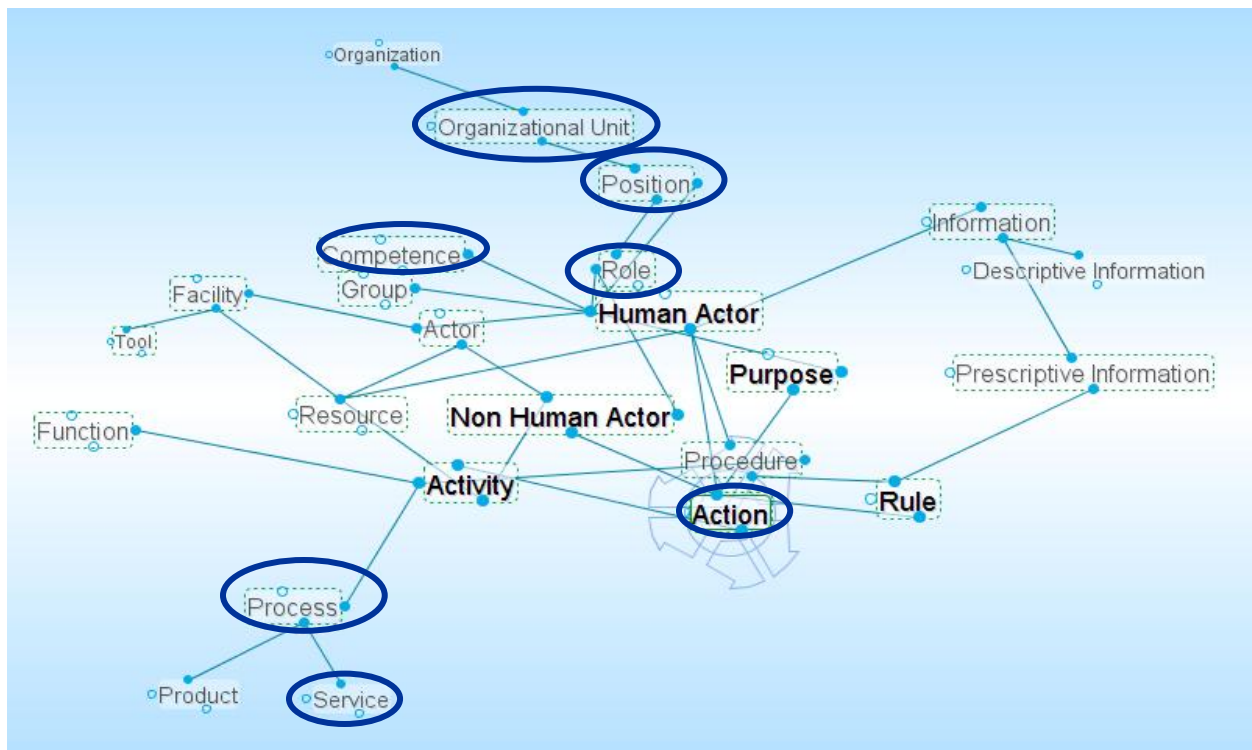 Organization
Organizational Unit
Position
Information
Competence
Role
Descriptive Information
Group
Facility
Human Actor
Actor
Tool
Purpose
Prescriptive Information
Resource
Non Human Actor
Function
Procedure
Activity
Rule
Action
Process
Product
Service